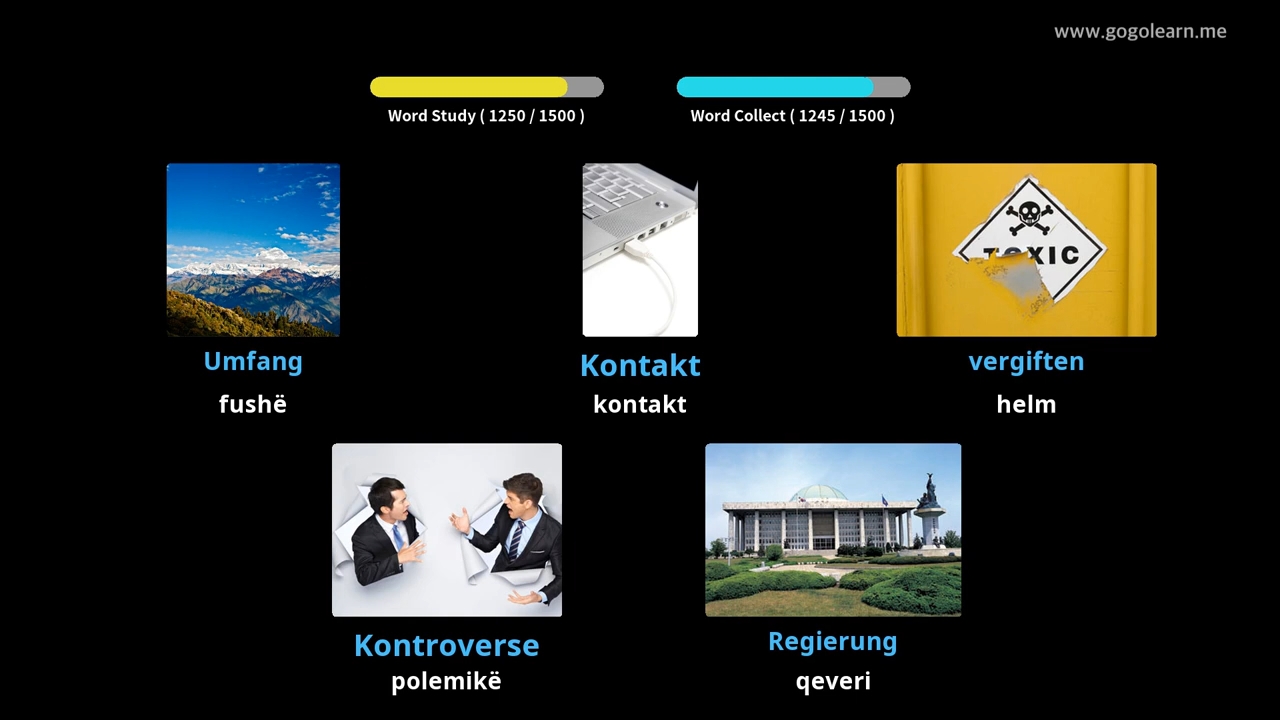 www.gogolearn.me
Word Study ( 1250 / 1500 )
Word Collect ( 1245 / 1500 )
TOXIC
Umfang
Kontakt
vergiften
fushë
kontakt
helm
Kontroverse
Regierung
polemikë
qeveri